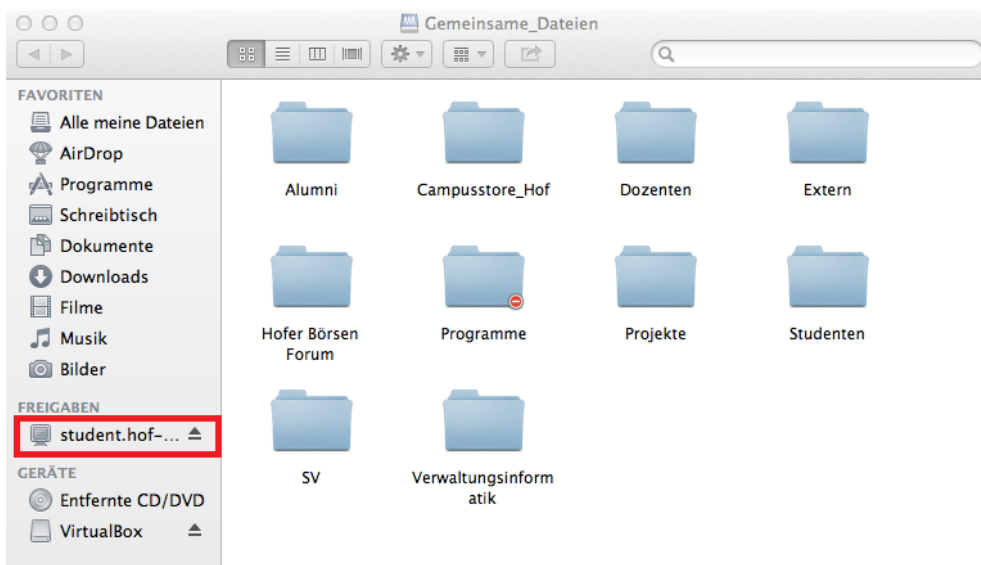 Gemeinsame_Dateien
FAVORITEN
Alle meine Dateien
AirDrop
Programme
Schreibtisch
Dokumente
Downloads
Filme
Musik
Bilder
FREIGABEN
student.hof-...
GERÄTE
Entfernte CD/DVD
VirtualBox
Alumni
Campusstore_Hof
Dozenten
Extern
Hofer Börsen
Forum
Programme
Projekte
Studenten
SV
Verwaltungsinform
atik